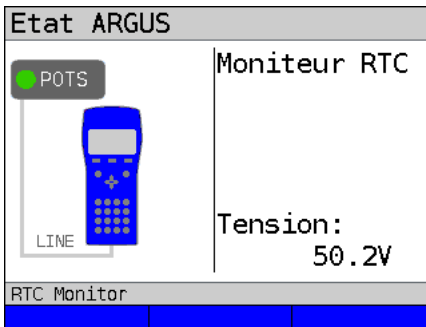 Etat ARGUS
POTS
LINE
Moniteur RTC
Tension:
50.2V
RTC Monitor